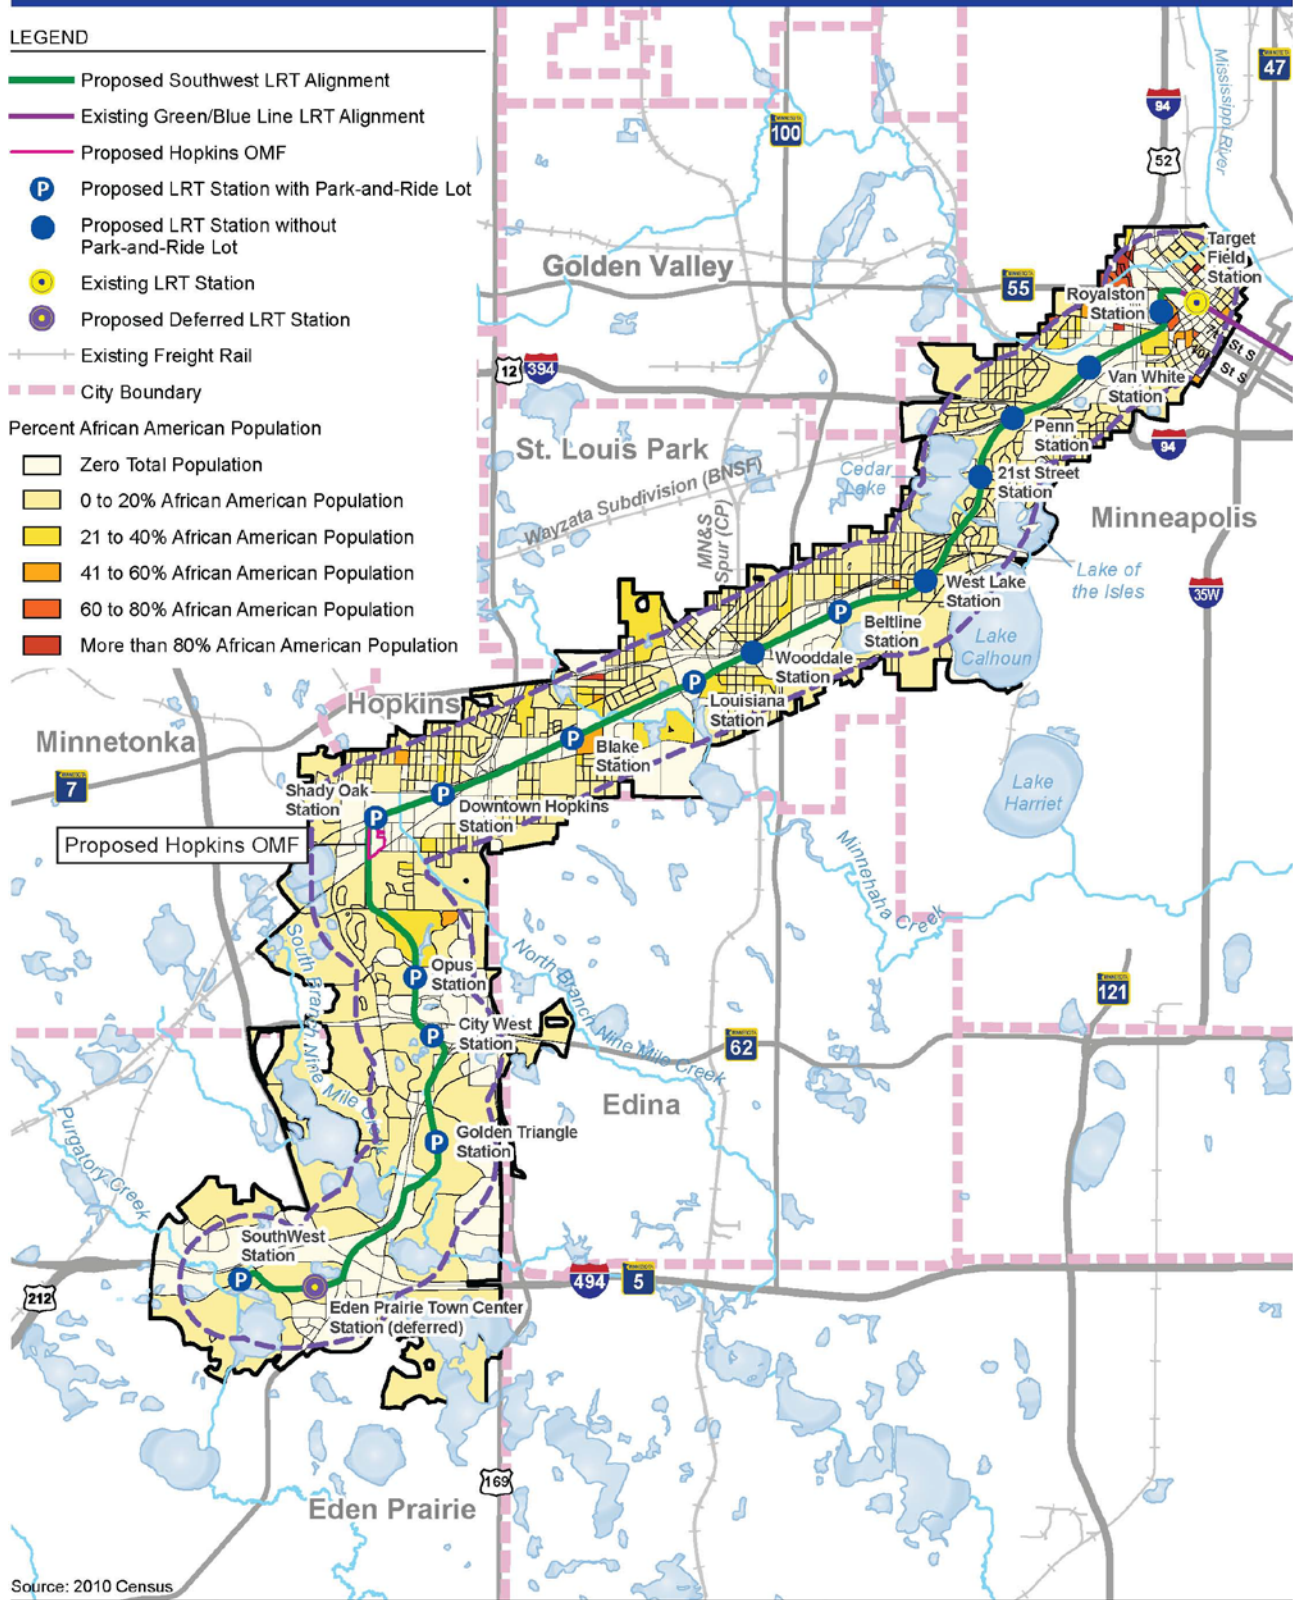 LEGEND
Proposed Southwest LRT Alignment
Existing Green/Blue Line LRT Alignment
Proposed Hopkins OMF
P
Proposed LRT Station with Park-and-Ride Lot
Proposed LRT Station without
Park-and-Ride Lot
Existing LRT Station
Proposed Deferred LRT Station
Existing Freight Rail
City Boundary
Percent African American Population
Zero Total Population
0 to 20% African American Population
21 to 40% African American Population
41 to 60% African American Population
60 to 80% African American Population
More than 80% African American Population
47
94
52
Mississippi River
100
Golden Valley
55
Target
Field
Station
Royalston
Station
7th St S
St S
12
394
Van White
Station
St. Louis Park
Penn
Station
94
Wayzata Subdivision (BNSF)
Cedar
Lake
21st Street
Station
MN&S
Spur (CP)
Minneapolis
Lake of
the Isles
35W
West Lake
Station
P
Beltline
Station
Lake
Calhoun
Wooddale
Station
P
Louisiana
Station
Hopkins
Minnetonka
P
Blake
Station
7
Shady Oak
Station
P
P
Downtown Hopkins
Station
Lake
Harriet
Proposed Hopkins OMF
Minnehaha Creek
South Branch Nine Mile Creek
North Branch Nine Mile Creek
P
Opus
Station
121
P
City West
Station
62
Edina
Purgatory Creek
P
Golden Triangle
Station
SouthWest
Station
P
494
5
212
Eden Prairie Town Center
Station (deferred)
169
Eden Prairie
Source: 2010 Census